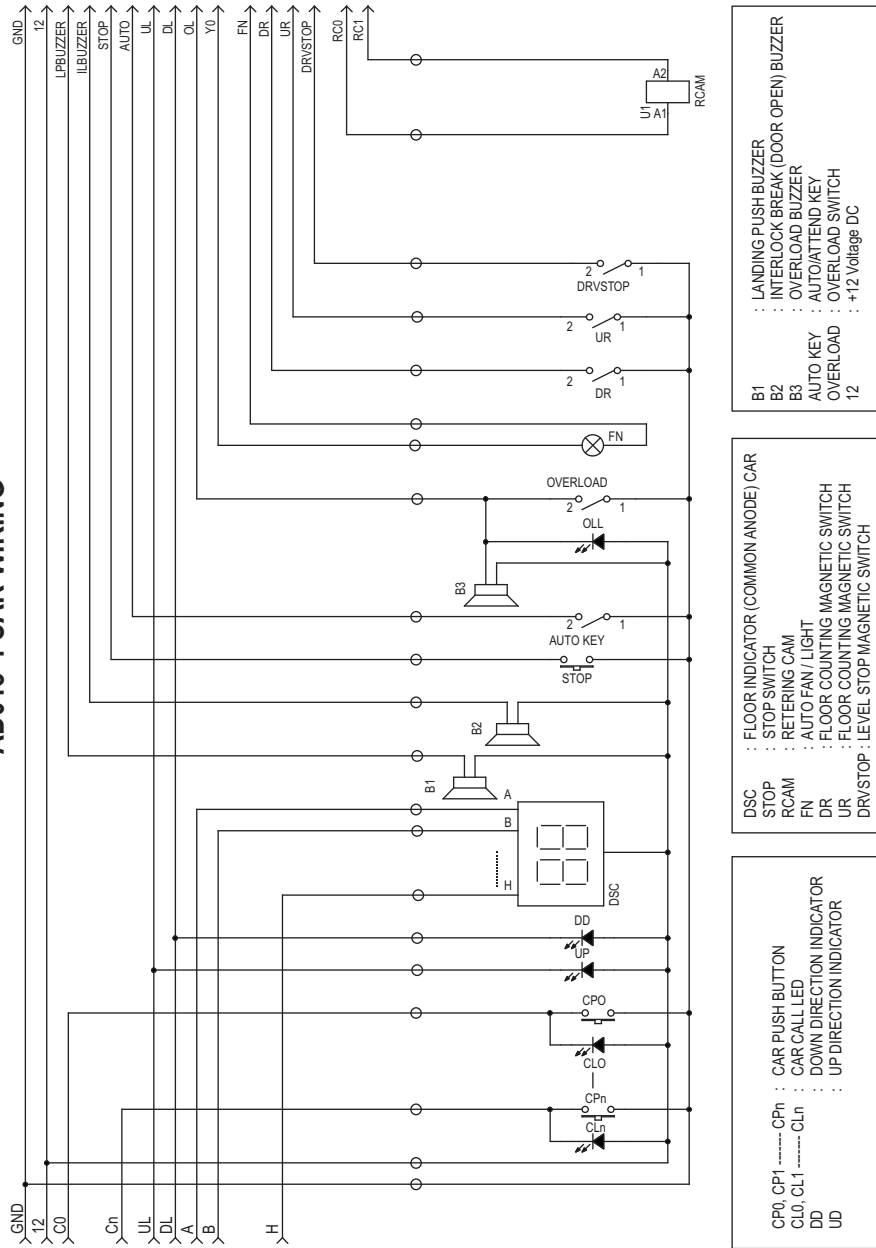 CAR WIRING
GND
12
LPBUZZER
ILBUZZER
STOP
AUTO
UL
DL
OL
Y0
FN
DR
UR
DRVSTOP
RC0
RC1
U1
A1
A2
RCAM
2
1
DRVSTOP
2
1
UR
2
1
DR
FN
OVERLOAD
2
1
OLL
B3
2
1
AUTO KEY
STOP
B2
B1
A
B
H
DSC
DD
UP
CPO
CLO
CPn
CLn
GND
12
C0
Cn
UL
DL
A
B
H
CP0, CP1 ------- CPn : CAR PUSH BUTTON
CL0, CL1 ------- CLn : CAR CALL LED
DD : DOWN DIRECTION INDICATOR
UD : UP DIRECTION INDICATOR
DSC : FLOOR INDICATOR (COMMON ANODE) CAR
STOP : STOP SWITCH
RCAM : RETERING CAM
FN : AUTO FAN / LIGHT
DR : FLOOR COUNTING MAGNETIC SWITCH
UR : FLOOR COUNTING MAGNETIC SWITCH
DRVSTOP : LEVEL STOP MAGNETIC SWITCH
B1 : LANDING PUSH BUZZER
B2 : INTERLOCK BREAK (DOOR OPEN) BUZZER
B3 : OVERLOAD BUZZER
AUTO KEY : AUTO/ATTEND KEY
OVERLOAD : OVERLOAD SWITCH
12 : +12 Voltage DC